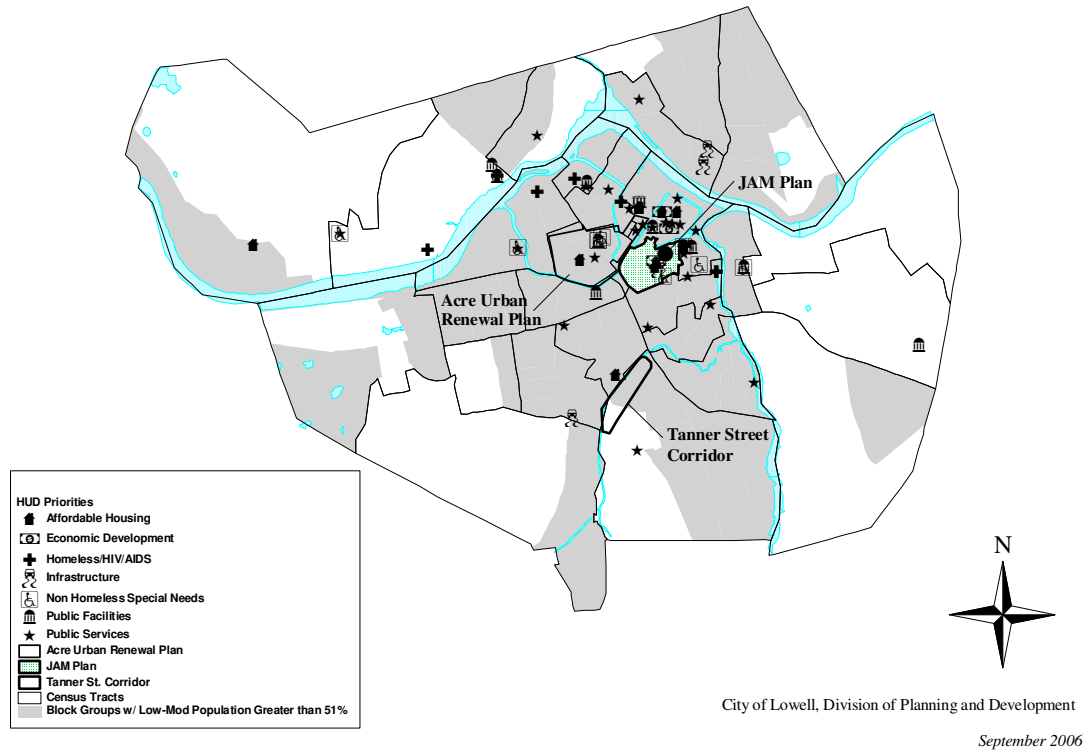 JAM Plan
Acre Urban
Renewal Plan
Tanner Street
Corridor
HUD Priorities
Affordable Housing
Economic Development
Homeless/HIV/AIDS
Infrastructure
Non Homeless Special Needs
Public Facilities
Public Services
Acre Urban Renewal Plan
JAM Plan
Tanner St. Corridor
Census Tracts
Block Groups w/ Low-Mod Population Greater than 51%
N
City of Lowell, Division of Planning and Development
September 2006